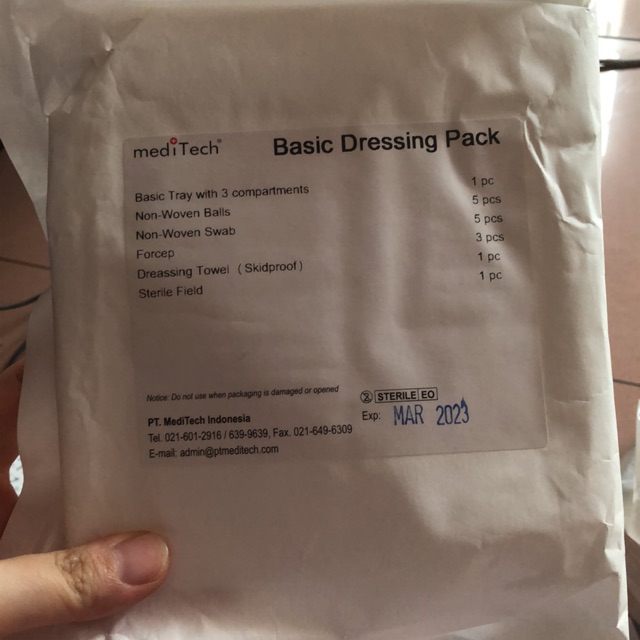 mediTech® Basic Dressing Pack
Basic Tray with 3 compartments 1 pc
Non-Woven Balls 5 pcs
Non-Woven Swab 5 pcs
Forcep 3 pcs
Dreassing Towel ( Skidproof ) 1 pc
Sterile Field 1 pc
Notice: Do not use when packaging is damaged or opened
2 STERILE EO
PT. MediTech Indonesia
Exp: MAR 2023
Tel. 021-601-2916 / 639-9639, Fax. 021-649-6309
E-mail: admin@ptmeditech.com